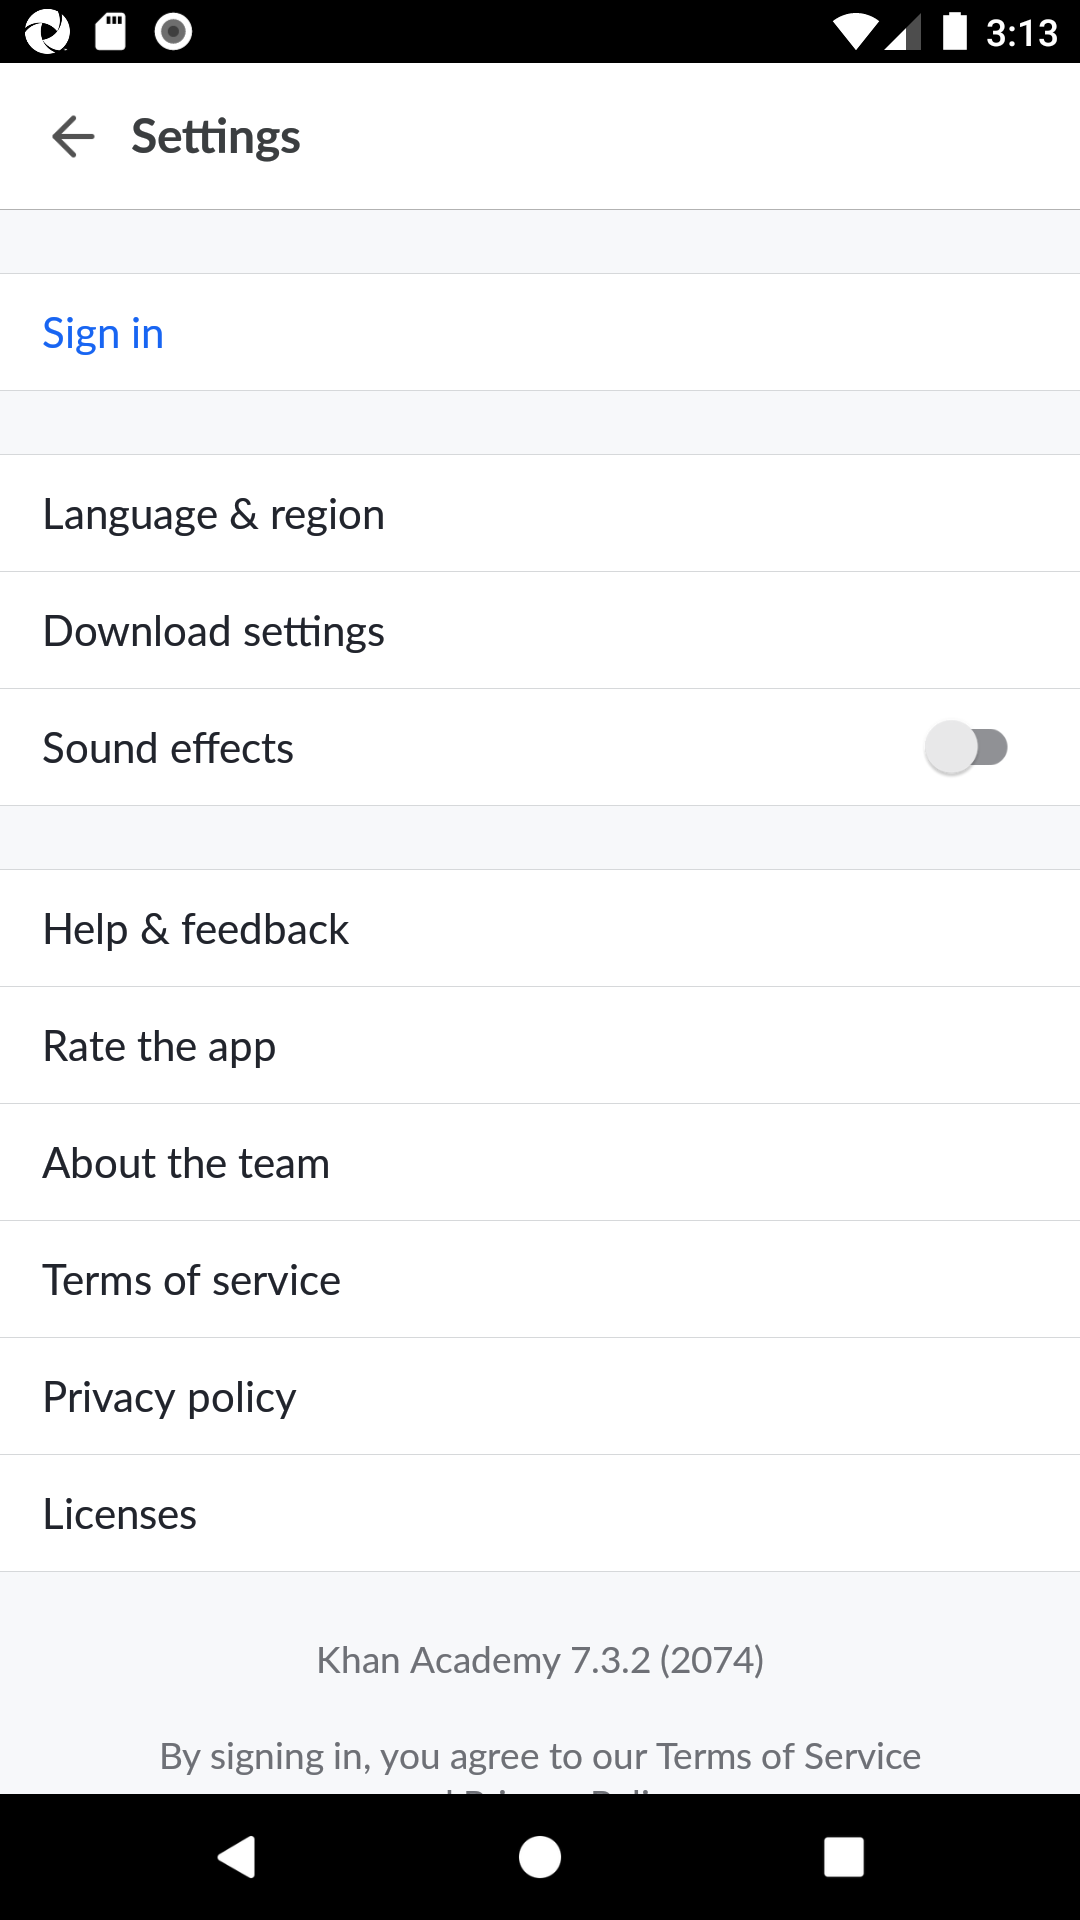 3:13
Settings
Sign in
Language & region
Download settings
Sound effects
Help & feedback
Rate the app
About the team
Terms of service
Privacy policy
Licenses
Khan Academy 7.3.2 (2074)
By signing in, you agree to our Terms of Service